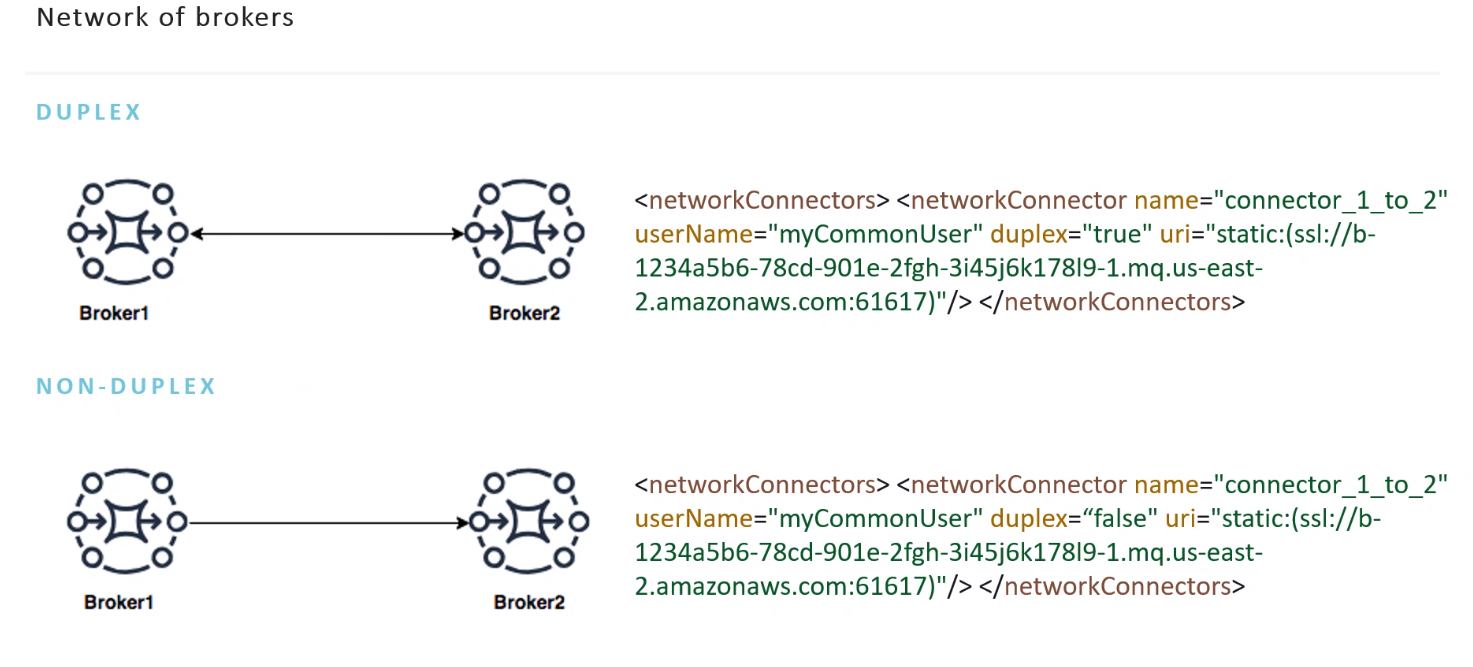 Network of brokers
DUPLEX
<networkConnectors> <networkConnector name="connector_1_to_2"
userName="myCommonUser" duplex="true" uri="static:(ssl://b-
1234a5b6-78cd-901e-2fgh-3i45j6k178l9-1.mq.us-east-
2.amazonaws.com:61617)"/> </networkConnectors>
Broker1
Broker2
NON-DUPLEX
<networkConnectors> <networkConnector name="connector_1_to_2"
userName="myCommonUser" duplex=“false" uri="static:(ssl://b-
1234a5b6-78cd-901e-2fgh-3i45j6k178l9-1.mq.us-east-
2.amazonaws.com:61617)"/> </networkConnectors>
Broker1
Broker2